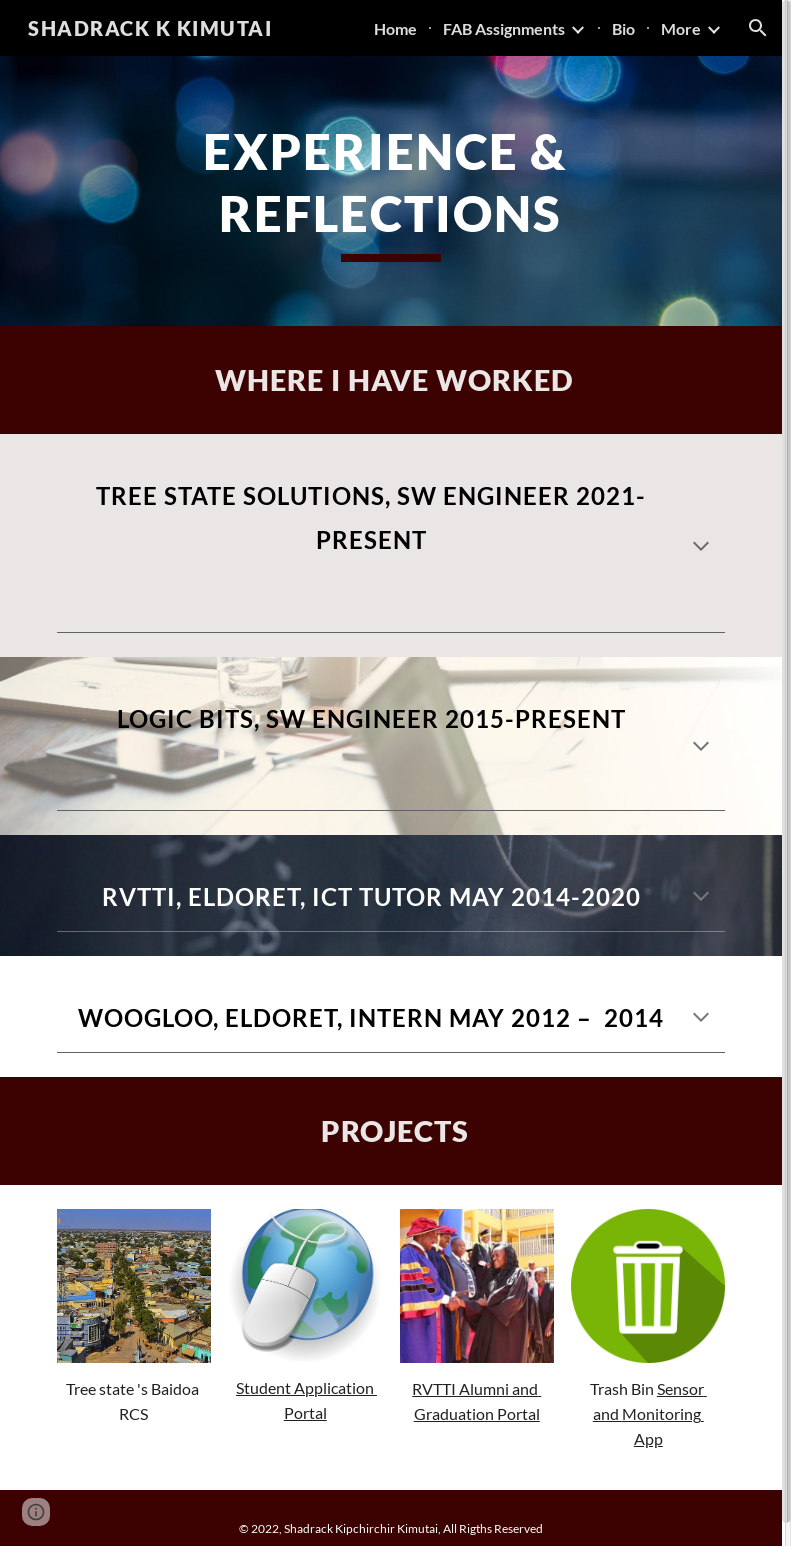 SHADRACK K KIMUTAI
Home · FAB Assignments · Bio · More
EXPERIENCE &
REFLECTIONS
WHERE I HAVE WORKED
TREE STATE SOLUTIONS, SW ENGINEER 2021-
PRESENT
LOGIC BITS, SW ENGINEER 2015-PRESENT
RVTTI, ELDORET, ICT TUTOR MAY 2014-2020
WOOGLOO, ELDORET, INTERN MAY 2012 – 2014
PROJECTS
Tree state 's Baidoa
RCS
Student Application
Portal
RVTTI Alumni and
Graduation Portal
Trash Bin Sensor
and Monitoring
App
© 2022, Shadrack Kipchirchir Kimutai, All Rigths Reserved